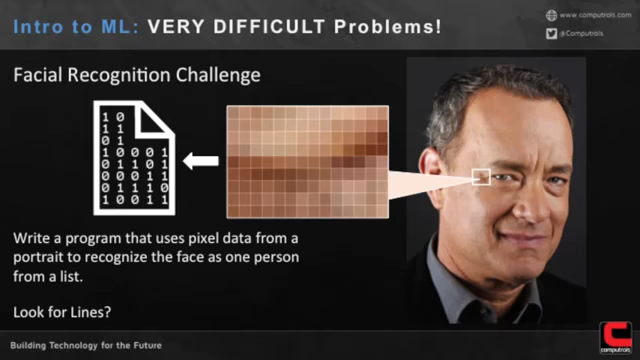 Intro to ML: VERY DIFFICULT Problems!
www.computrols.com
@Computrols
Facial Recognition Challenge
1 0
1 1
0 1
1 0 0 0 1
0 0 1 0 1
0 0 0 1 1
0 1 1 1 0
1 0 0 0 1
Write a program that uses pixel data from a
portrait to recognize the face as one person
from a list.
Look for Lines?
Building Technology for the Future
computrols